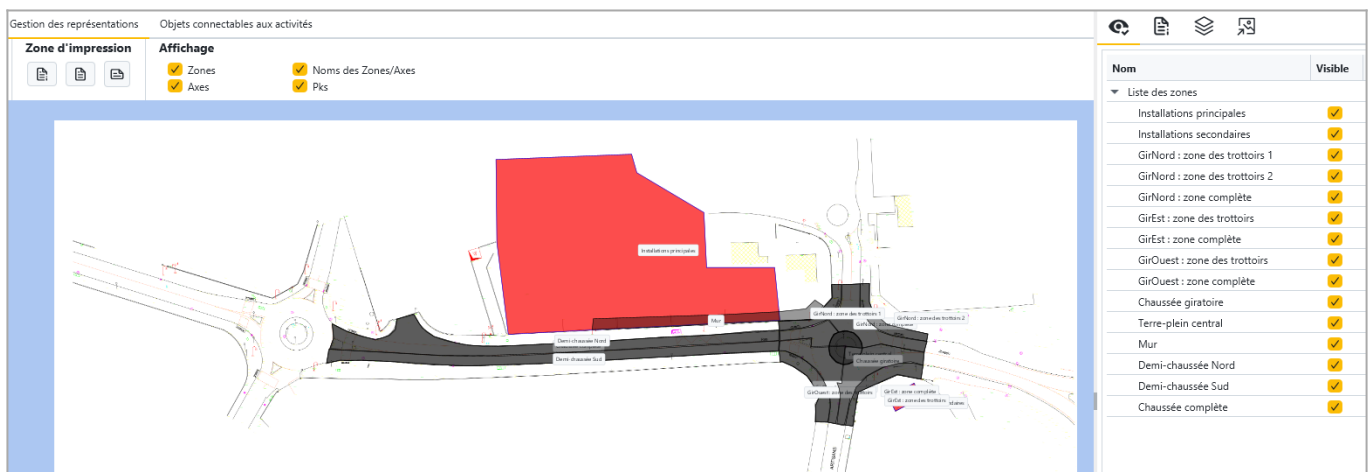 Gestion des représentations Objets connectables aux activités
Zone d'impression Affichage
Zones Noms des Zones/Axes
Axes Pks
Nom Visible
Liste des zones
Installations principales
Installations secondaires
GirNord : zone des trottoirs 1
GirNord : zone des trottoirs 2
GirNord : zone complète
GirEst : zone des trottoirs
GirEst : zone complète
GirOuest : zone des trottoirs
GirOuest : zone complète
Chaussée giratoire
Terre-plein central
Mur
Demi-chaussée Nord
Demi-chaussée Sud
Chaussée complète
Installations principales
GirNord : zone des trottoirs 1
GirNord : zone des trottoirs 2
Mur
Demi-chaussée Nord
Demi-chaussée Sud
Chaussée giratoire
GirEst : zone complète
GirEst : zone des trottoirs